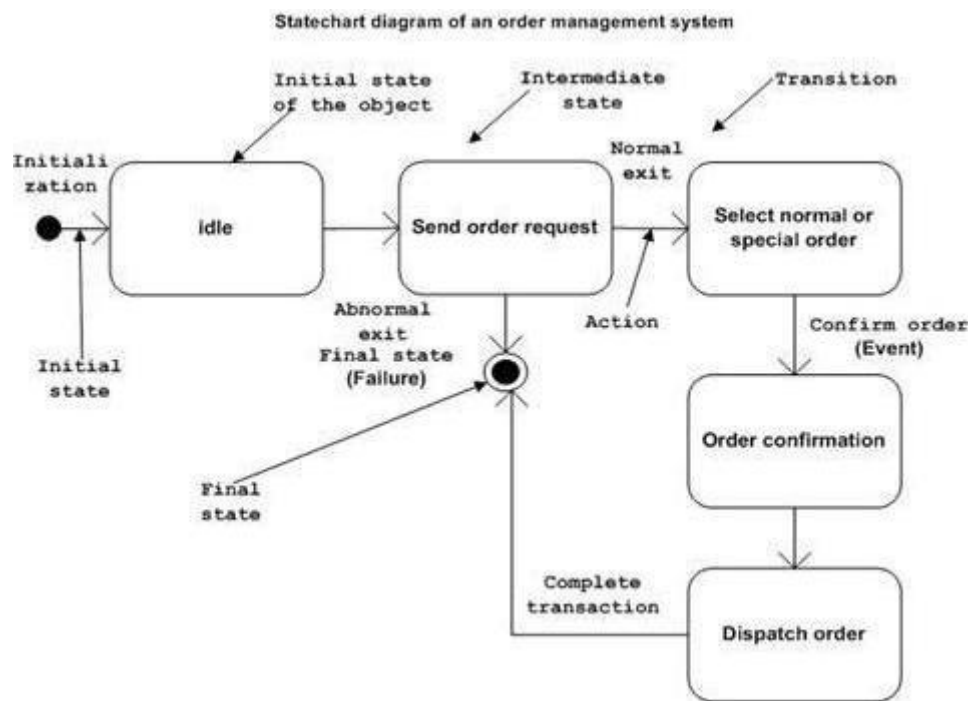 Statechart diagram of an order management system
Initial state
of the object
Intermediate
state
Transition
Initiali
zation
Normal
exit
idle
Send order request
Select normal or
special order
Abnormal
exit
Final state
(Failure)
Action
Confirm order
(Event)
Initial
state
Order confirmation
Final
state
Complete
transaction
Dispatch order